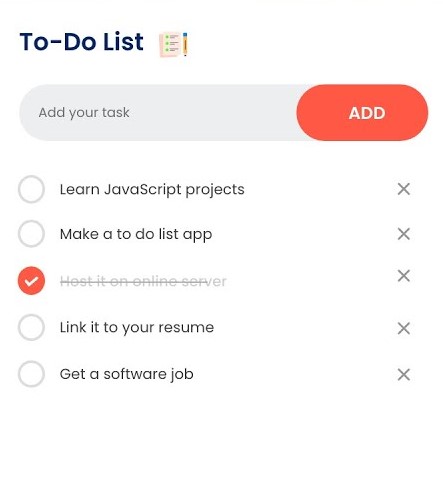 To-Do List
Add your task
ADD
Learn JavaScript projects
Make a to do list app
Host it on online server
Link it to your resume
Get a software job